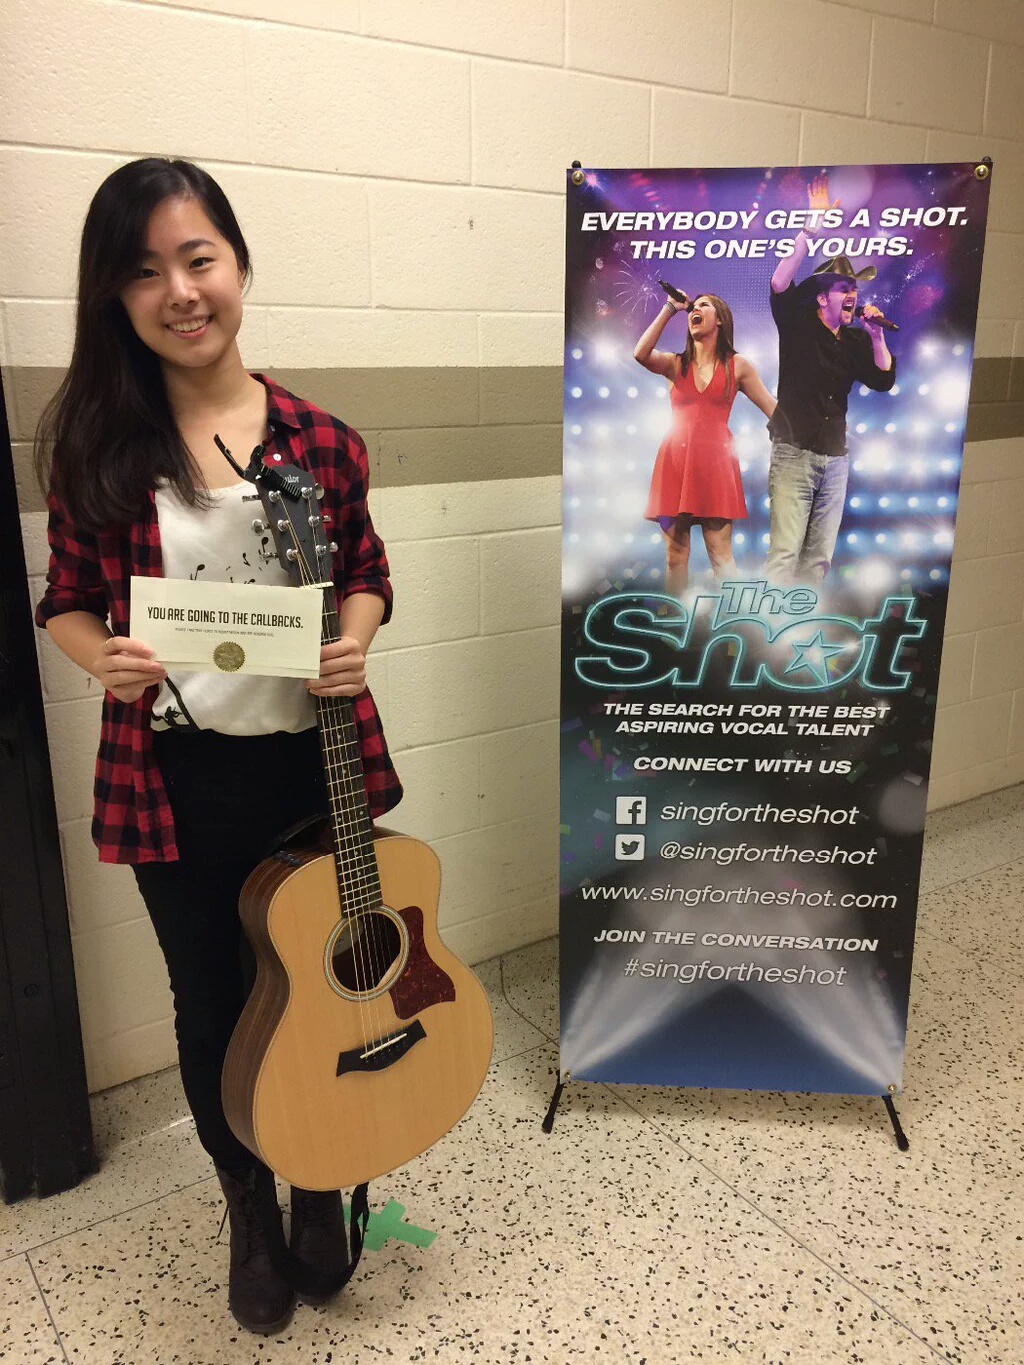 YOU ARE GOING TO THE CALLBACKS.
EVERYBODY GETS A SHOT.
THIS ONE'S YOURS.
The
Shot
THE SEARCH FOR THE BEST
ASPIRING VOCAL TALENT
CONNECT WITH US
singfortheshot
@singfortheshot
www.singfortheshot.com
JOIN THE CONVERSATION
#singfortheshot